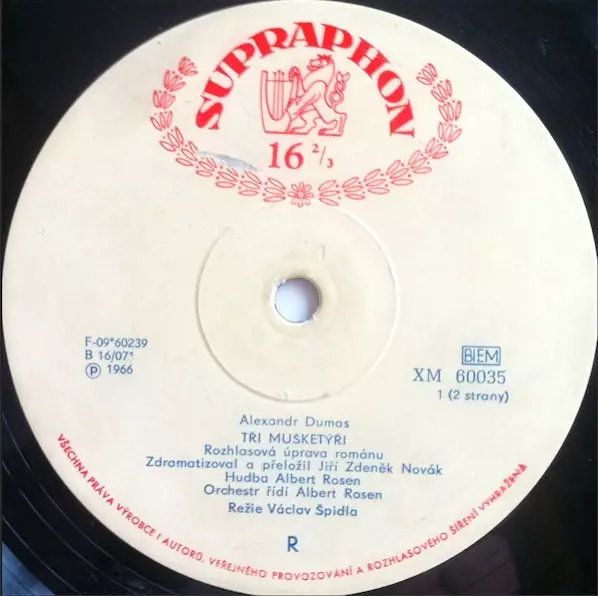 SUPRAPHON
16 2/3
F-09*60239
B 16/07*
Ⓟ 1966
BIEM
XM 60035
1 (2 strany)
Alexandr Dumas
TŘI MUŠKETÝŘI
Rozhlasová úprava románu
Zdramatizoval a přeložil Jiří Zdeněk Novák
Hudba Albert Rosen
Orchestr řídí Albert Rosen
Režie Václav Špidla
R
VŠECHNA PRÁVA VÝROBCE I AUTORŮ, VEŘEJNÉHO PROVOZOVÁNÍ A ROZHLASOVÉHO ŠÍŘENÍ VYHRAŽENA